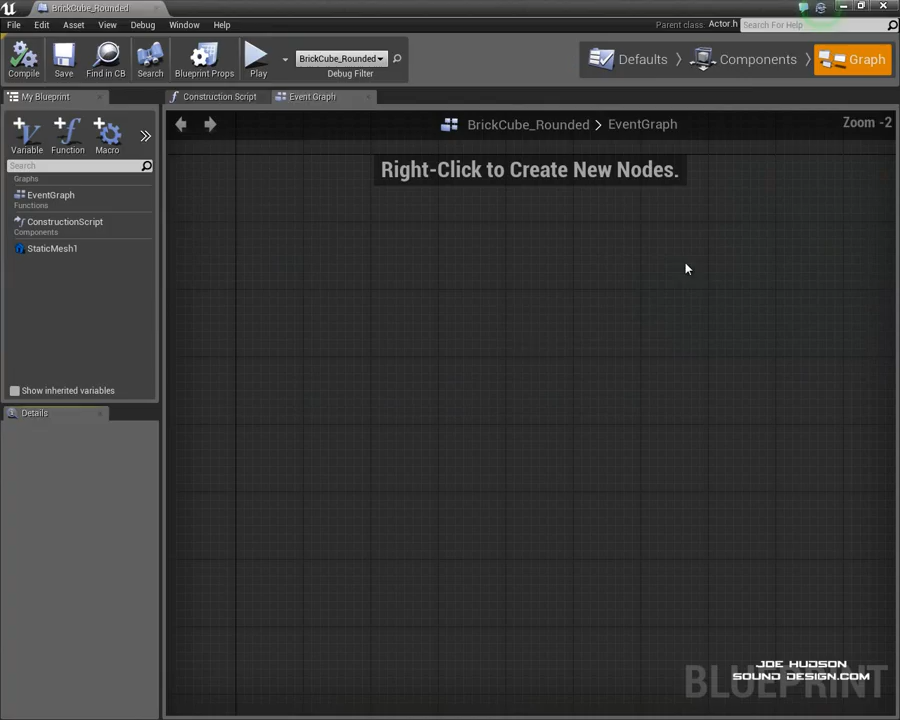 BrickCube_Rounded
File Edit Asset View Debug Window Help
Parent class: Actor.h Search For Help
Compile Save Find in CB Search Blueprint Props Play
BrickCube_Rounded
Debug Filter
Defaults Components Graph
My Blueprint
Construction Script Event Graph
Variable Function Macro
BrickCube_Rounded > EventGraph
Zoom -2
Search
Right-Click to Create New Nodes.
Graphs
EventGraph
Functions
ConstructionScript
Components
StaticMesh1
Show inherited variables
Details
BLUEPRINT
JOE HUDSON
SOUND DESIGN.COM